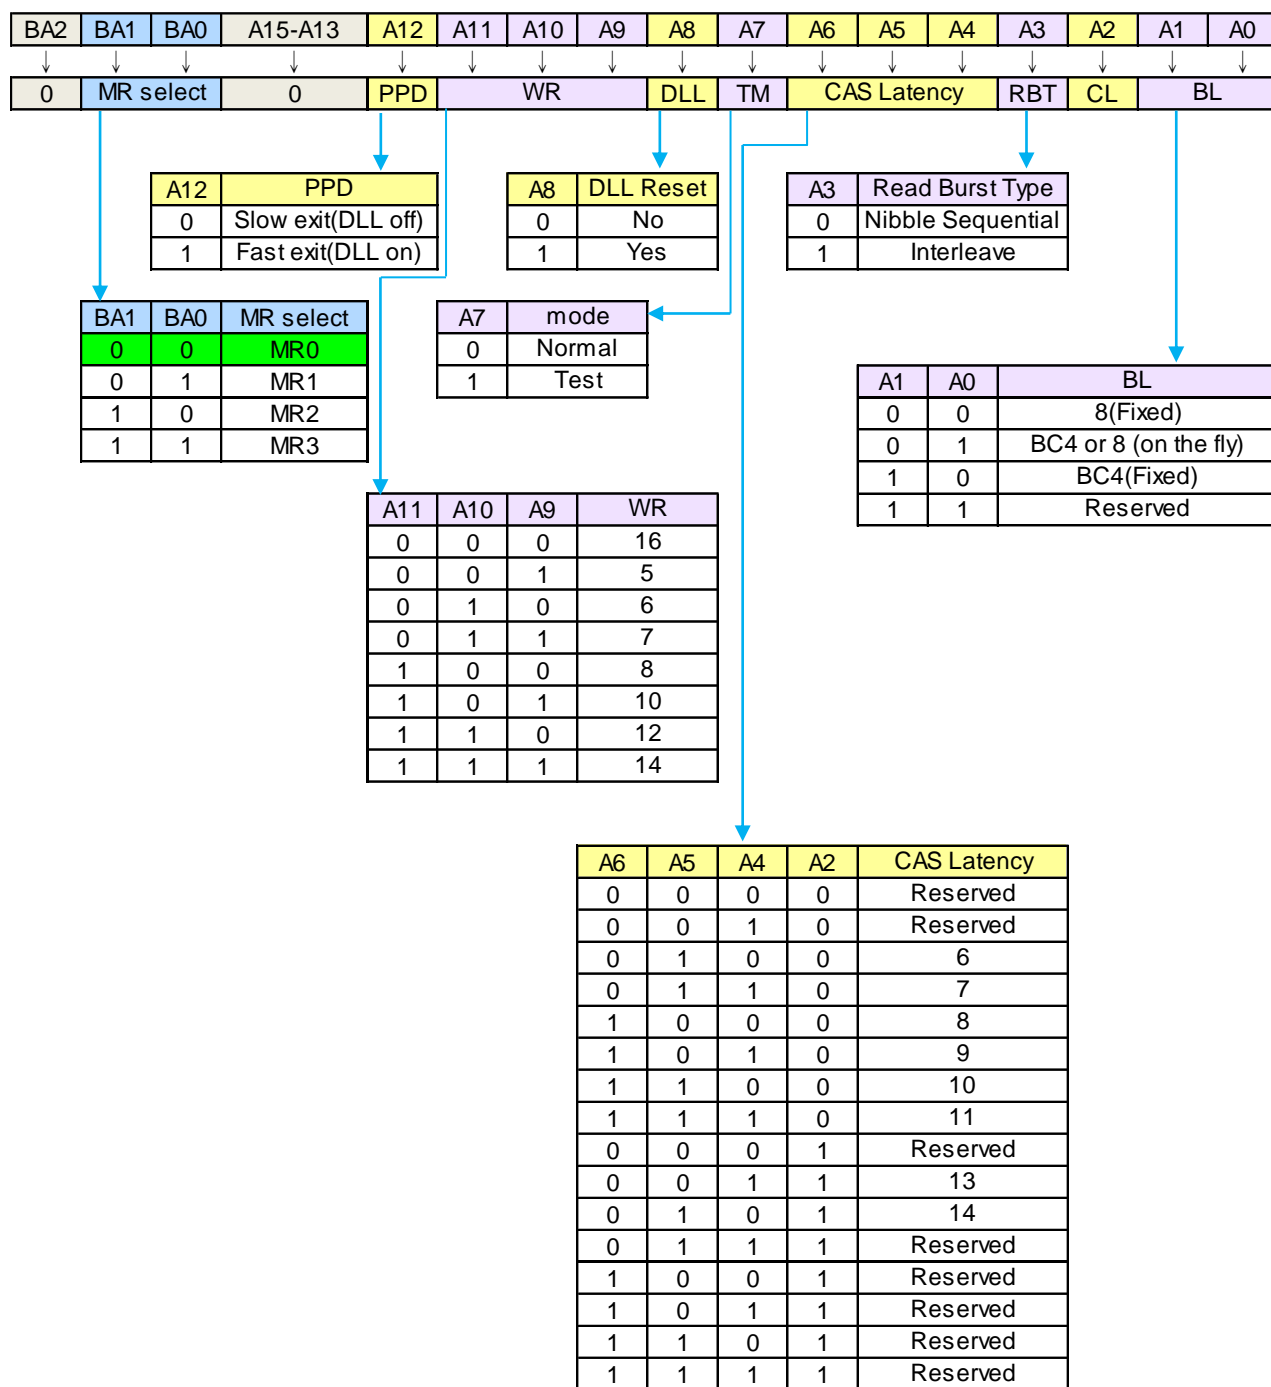 BA2 BA1 BA0 A15-A13 A12 A11 A10 A9 A8 A7 A6 A5 A4 A3 A2 A1 A0
0 MR select 0 PPD WR DLL TM CAS Latency RBT CL BL
A12 PPD
0 Slow exit(DLL off)
1 Fast exit(DLL on)
A8 DLL Reset
0 No
1 Yes
A3 Read Burst Type
0 Nibble Sequential
1 Interleave
BA1 BA0 MR select
0 0 MR0
0 1 MR1
1 0 MR2
1 1 MR3
A7 mode
0 Normal
1 Test
A1 A0 BL
0 0 8(Fixed)
0 1 BC4 or 8 (on the fly)
1 0 BC4(Fixed)
1 1 Reserved
A11 A10 A9 WR
0 0 0 16
0 0 1 5
0 1 0 6
0 1 1 7
1 0 0 8
1 0 1 10
1 1 0 12
1 1 1 14
A6 A5 A4 A2 CAS Latency
0 0 0 0 Reserved
0 0 1 0 Reserved
0 1 0 0 6
0 1 1 0 7
1 0 0 0 8
1 0 1 0 9
1 1 0 0 10
1 1 1 0 11
0 0 0 1 Reserved
0 0 1 1 13
0 1 0 1 14
0 1 1 1 Reserved
1 0 0 1 Reserved
1 0 1 1 Reserved
1 1 0 1 Reserved
1 1 1 1 Reserved